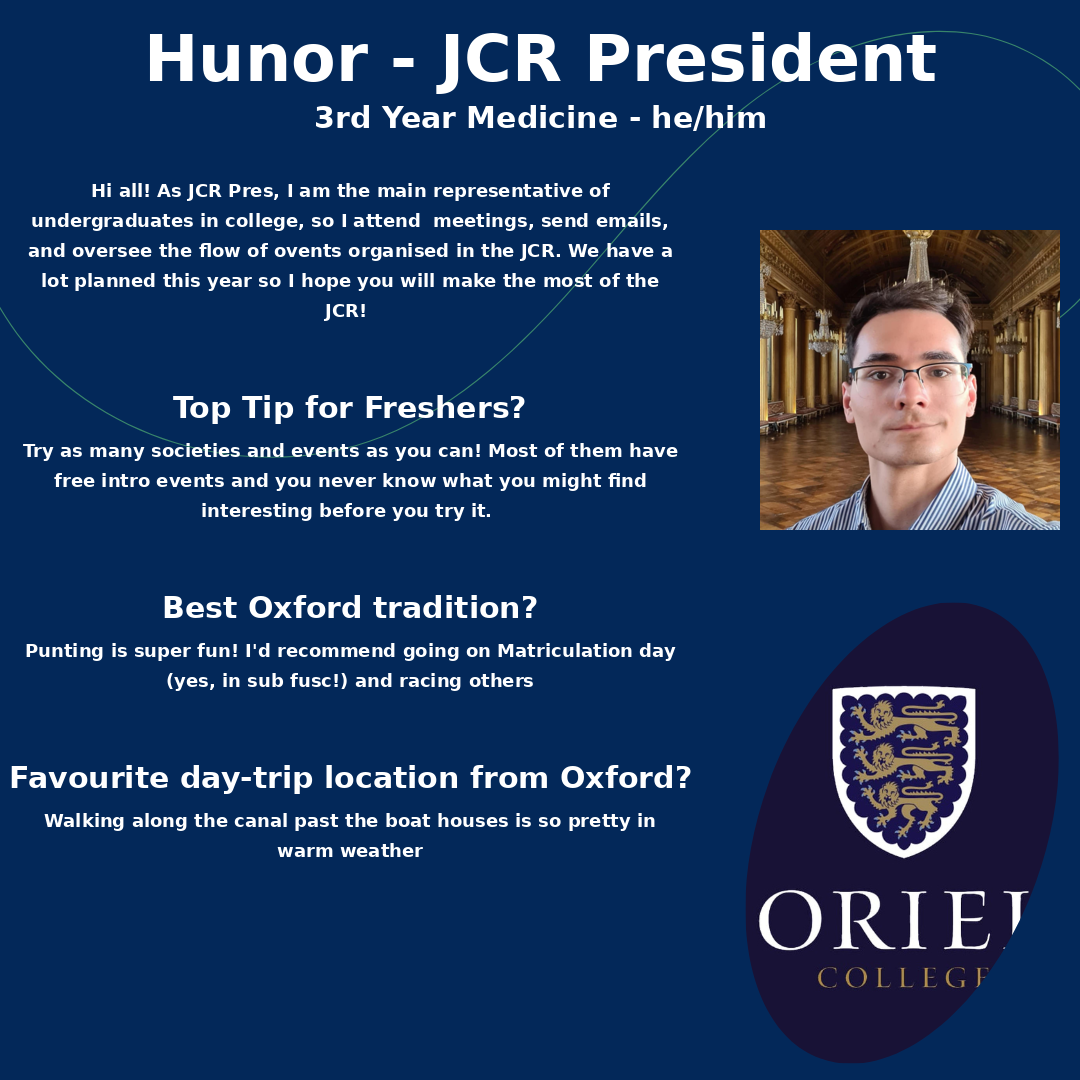 Hunor - JCR President
3rd Year Medicine - he/him
Hi all! As JCR Pres, I am the main representative of
undergraduates in college, so I attend  meetings, send emails,
and oversee the flow of ovents organised in the JCR. We have a
lot planned this year so I hope you will make the most of the
JCR!
Top Tip for Freshers?
Try as many societies and events as you can! Most of them have
free intro events and you never know what you might find
interesting before you try it.
Best Oxford tradition?
Punting is super fun! I'd recommend going on Matriculation day
(yes, in sub fusc!) and racing others
Favourite day-trip location from Oxford?
Walking along the canal past the boat houses is so pretty in
warm weather
ORIEL
COLLEGE